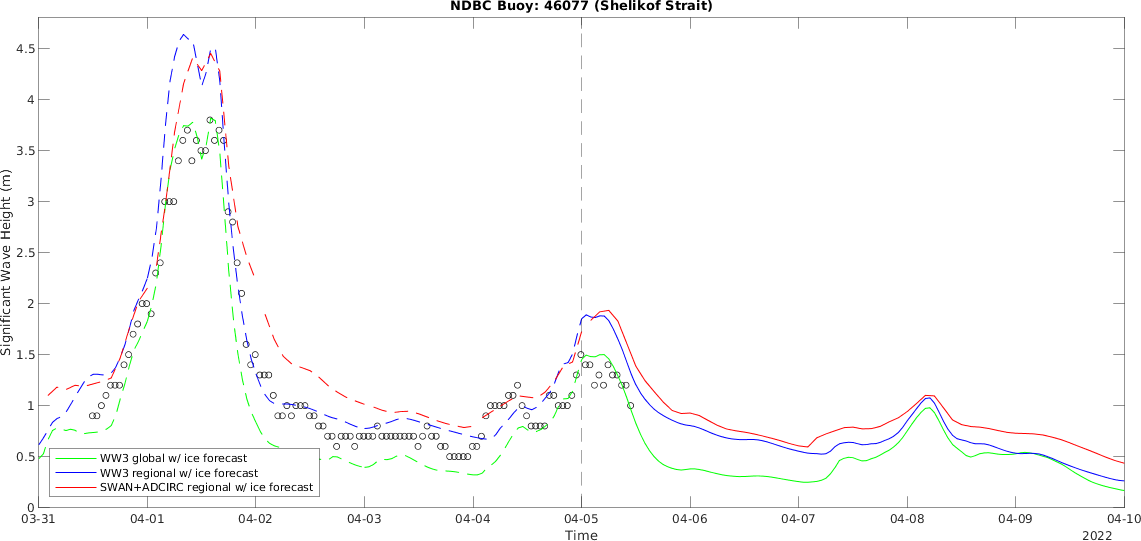 NDBC Buoy: 46077 (Shelikof Strait)
Significant Wave Height (m)
4.5
4
3.5
3
2.5
2
1.5
1
0.5
0
WW3 global w/ ice forecast
WW3 regional w/ ice forecast
SWAN+ADCIRC regional w/ ice forecast
03-31 04-01 04-02 04-03 04-04 04-05 04-06 04-07 04-08 04-09 04-10
Time
2022